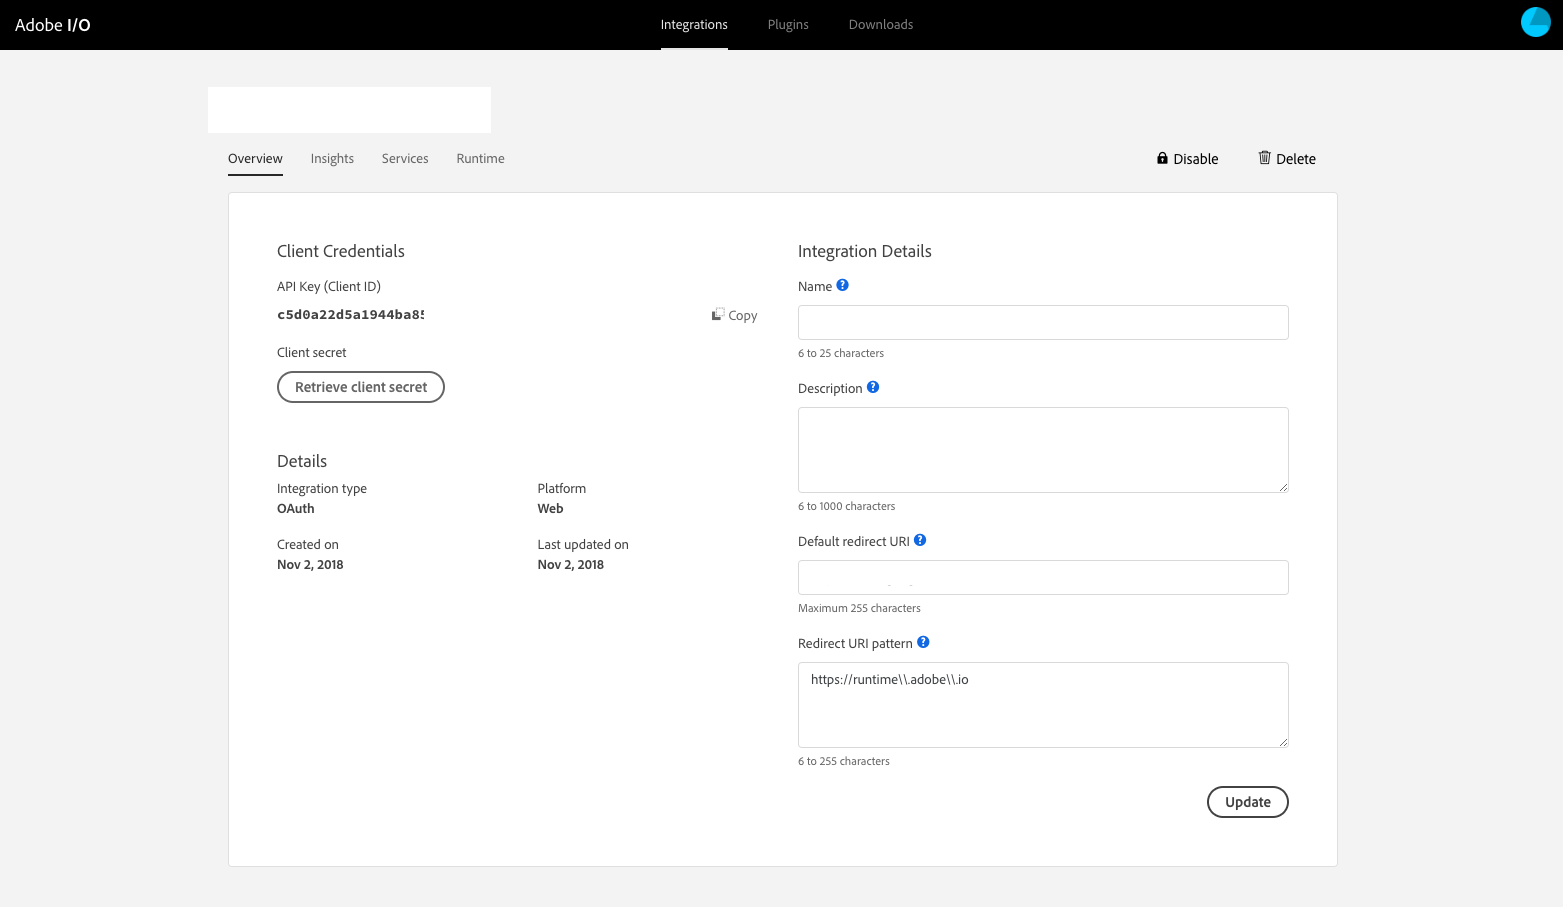 Adobe I/O
Integrations
Plugins
Downloads
Overview
Insights
Services
Runtime
Disable
Delete
Client Credentials
API Key (Client ID)
c5d0a22d5a1944ba85
Copy
Client secret
Retrieve client secret
Details
Integration type
OAuth
Platform
Web
Created on
Nov 2, 2018
Last updated on
Nov 2, 2018
Integration Details
Name
6 to 25 characters
Description
6 to 1000 characters
Default redirect URI
Maximum 255 characters
Redirect URI pattern
https://runtime\\.adobe\\.io
6 to 255 characters
Update